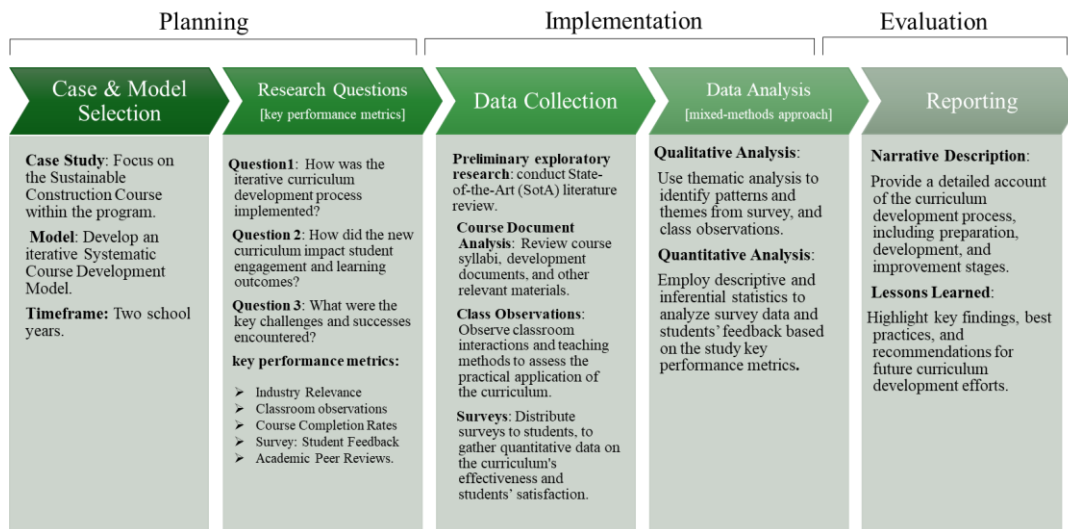 Planning
Implementation
Evaluation
Case & Model
Selection
Case Study: Focus on
the Sustainable
Construction Course
within the program.
Model: Develop an
iterative Systematic
Course Development
Model.
Timeframe: Two school
years.
Research Questions
[key performance metrics]
Question1: How was the
iterative curriculum
development process
implemented?
Question 2: How did the new
curriculum impact student
engagement and learning
outcomes?
Question 3: What were the
key challenges and successes
encountered?
key performance metrics:
➢ Industry Relevance
➢ Classroom observations
➢ Course Completion Rates
➢ Survey: Student Feedback
➢ Academic Peer Reviews.
Data Collection
Preliminary exploratory
research: conduct State-
of-the-Art (SotA) literature
review.
Course Document
Analysis: Review course
syllabi, development
documents, and other
relevant materials.
Class Observations:
Observe classroom
interactions and teaching
methods to assess the
practical application of
the curriculum.
Surveys: Distribute
surveys to students, to
gather quantitative data on
the curriculum's
effectiveness and
students’ satisfaction.
Data Analysis
[mixed-methods approach]
Qualitative Analysis:
Use thematic analysis to
identify patterns and
themes from survey, and
class observations.
Quantitative Analysis:
Employ descriptive and
inferential statistics to
analyze survey data and
students’ feedback based
on the study key
performance metrics.
Reporting
Narrative Description:
Provide a detailed account
of the curriculum
development process,
including preparation,
development, and
improvement stages.
Lessons Learned:
Highlight key findings, best
practices, and
recommendations for
future curriculum
development efforts.